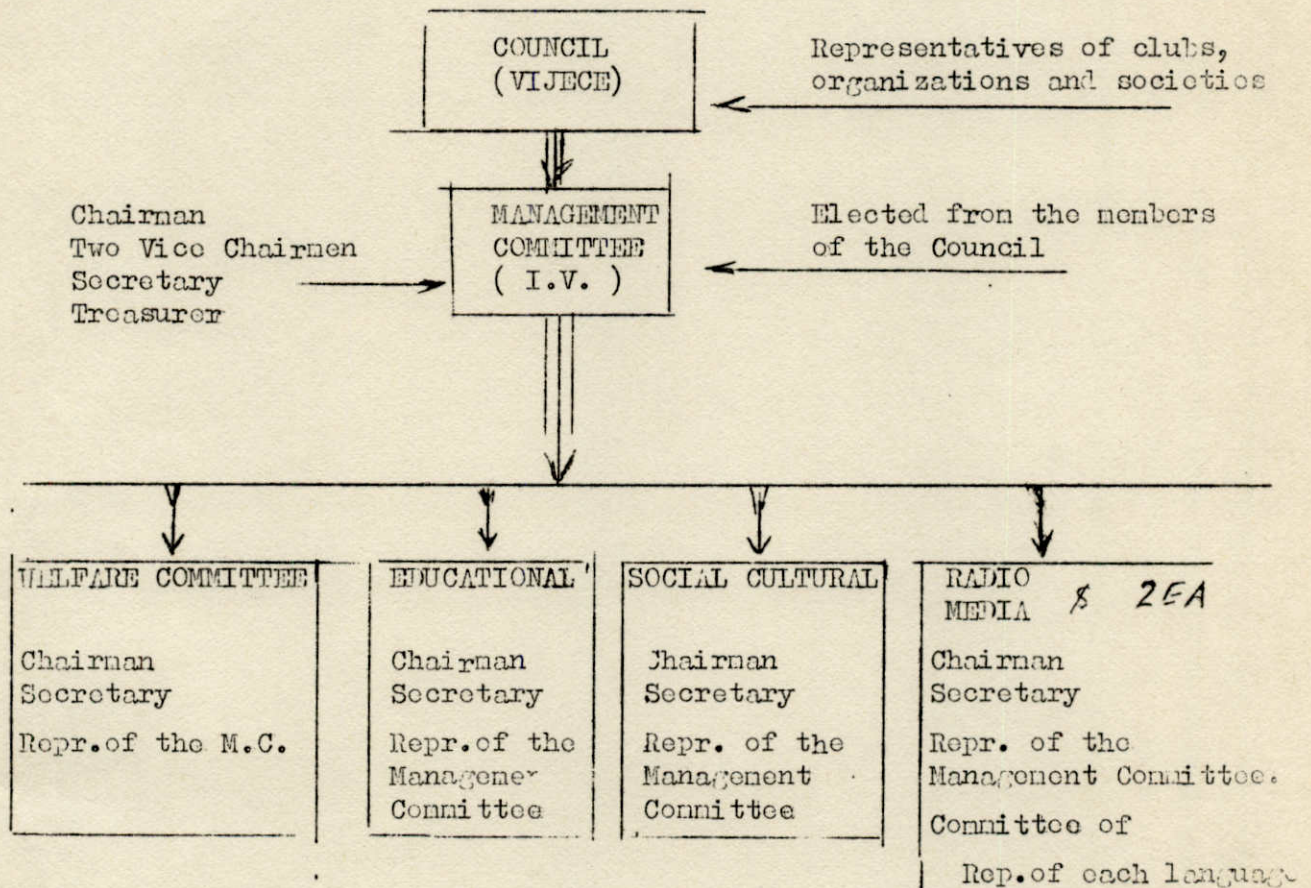 COUNCIL
(VIJECE)
Representatives of clubs,
organizations and societies
Chairman
Two Vice Chairmen
Secretary
Treasurer
MANAGEMENT
COMMITTEE
( I.V. )
Elected from the members
of the Council
WELFARE COMMITTEE
Chairman
Secretary
Repr.of the M.C.
EDUCATIONAL
Chairman
Secretary
Repr.of the
Managemen
Committee
SOCIAL CULTURAL
Chairman
Secretary
Repr. of the
Management
Committee
RADIO
MEDIA & 2EA
Chairman
Secretary
Repr. of the
Management Committee.
Committee of
Rep.of each language